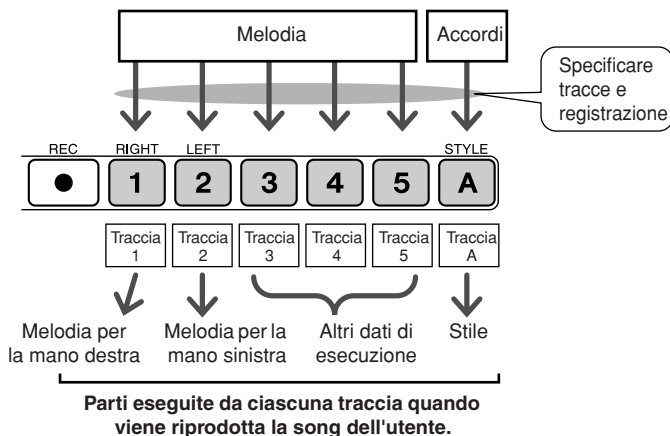 Melodia
Accordi
Specificare
tracce e
registrazione
REC
RIGHT
LEFT
STYLE
1
2
3
4
5
A
Traccia
1
Traccia
2
Traccia
3
Traccia
4
Traccia
5
Traccia
A
Melodia per
la mano destra
Melodia per la
mano sinistra
Altri dati di
esecuzione
Stile
Parti eseguite da ciascuna traccia quando
viene riprodotta la song dell'utente.